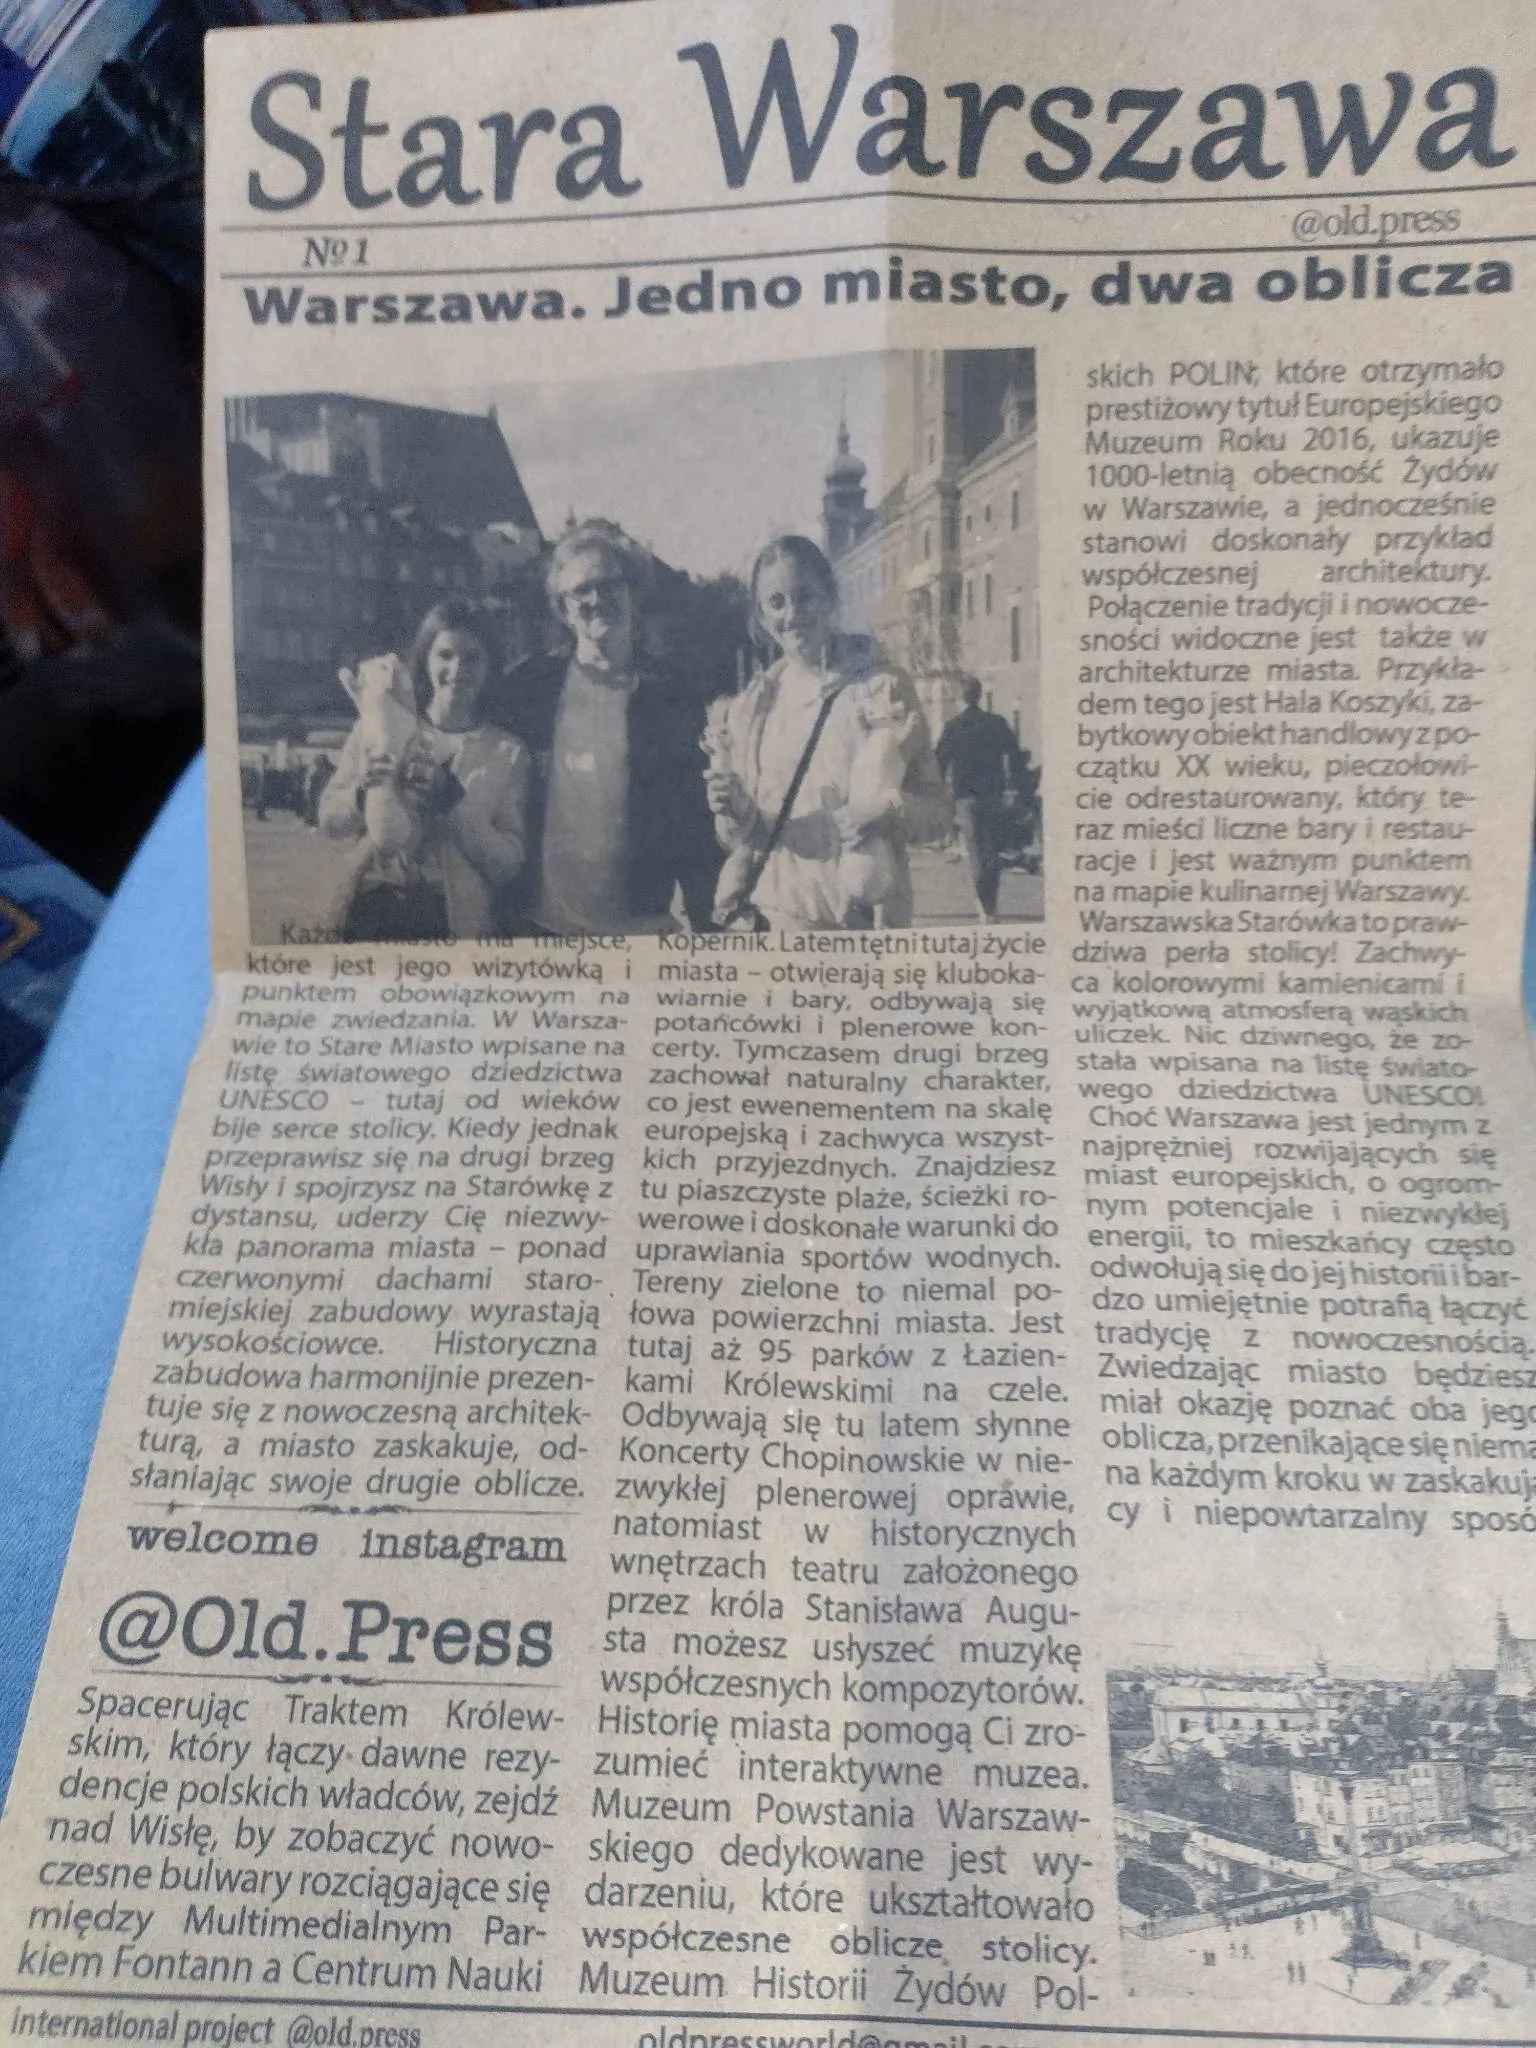 Stara Warszawa
№1
@old.press
Warszawa. Jedno miasto, dwa oblicza
Każde miasto ma miejsce,
które jest jego wizytówką i
punktem obowiązkowym na
mapie zwiedzania. W Warsza-
wie to Stare Miasto wpisane na
listę światowego dziedzictwa
UNESCO – tutaj od wieków
bije serce stolicy. Kiedy jednak
przeprawisz się na drugi brzeg
Wisły i spojrzysz na Starówkę z
dystansu, uderzy Cię niezwy-
kła panorama miasta – ponad
czerwonymi dachami staro-
miejskiej zabudowy wyrastają
wysokościowce. Historyczna
zabudowa harmonijnie prezen-
tuje się z nowoczesną architek-
turą, a miasto zaskakuje, od-
słaniając swoje drugie oblicze.
welcome instagram
@Old.Press
Spacerując Traktem Królew-
skim, który łączy dawne rezy-
dencje polskich władców, zejdź
nad Wisłę, by zobaczyć nowo-
czesne bulwary rozciągające się
między Multimedialnym Par-
kiem Fontann a Centrum Nauki
Kopernik. Latem tętni tutaj życie
miasta – otwierają się kluboka-
wiarnie i bary, odbywają się
potańcówki i plenerowe kon-
certy. Tymczasem drugi brzeg
zachował naturalny charakter,
co jest ewenementem na skalę
europejską i zachwyca wszyst-
kich przyjezdnych. Znajdziesz
tu piaszczyste plaże, ścieżki ro-
werowe i doskonałe warunki do
uprawiania sportów wodnych.
Tereny zielone to niemal po-
łowa powierzchni miasta. Jest
tutaj aż 95 parków z Łazien-
kami Królewskimi na czele.
Odbywają się tu latem słynne
Koncerty Chopinowskie w nie-
zwykłej plenerowej oprawie,
natomiast w historycznych
wnętrzach teatru założonego
przez króla Stanisława Augu-
sta możesz usłyszeć muzykę
współczesnych kompozytorów.
Historię miasta pomogą Ci zro-
zumieć interaktywne muzea.
Muzeum Powstania Warszaw-
skiego dedykowane jest wy-
darzeniu, które ukształtowało
współczesne oblicze stolicy.
Muzeum Historii Żydów Pol-
skich POLIN, które otrzymało
prestiżowy tytuł Europejskiego
Muzeum Roku 2016, ukazuje
1000-letnią obecność Żydów
w Warszawie, a jednocześnie
stanowi doskonały przykład
współczesnej architektury.
Połączenie tradycji i nowocze-
sności widoczne jest także w
architekturze miasta. Przykła-
dem tego jest Hala Koszyki, za-
bytkowy obiekt handlowy z po-
czątku XX wieku, pieczołowi-
cie odrestaurowany, który te-
raz mieści liczne bary i restau-
racje i jest ważnym punktem
na mapie kulinarnej Warszawy.
Warszawska Starówka to praw-
dziwa perła stolicy! Zachwy-
ca kolorowymi kamienicami i
wyjątkową atmosferą wąskich
uliczek. Nic dziwnego, że zo-
stała wpisana na listę świato-
wego dziedzictwa UNESCO!
Choć Warszawa jest jednym z
najprężniej rozwijających się
miast europejskich, o ogrom-
nym potencjale i niezwykłej
energii, to mieszkańcy często
odwołują się do jej historii i bar-
dzo umiejętnie potrafią łączyć
tradycję z nowoczesnością.
Zwiedzając miasto będziesz
miał okazję poznać oba jego
oblicza, przenikające się niema
na każdym kroku w zaskakują
cy i niepowtarzalny sposó
international project @old.press
oldpressworld@gmail.com